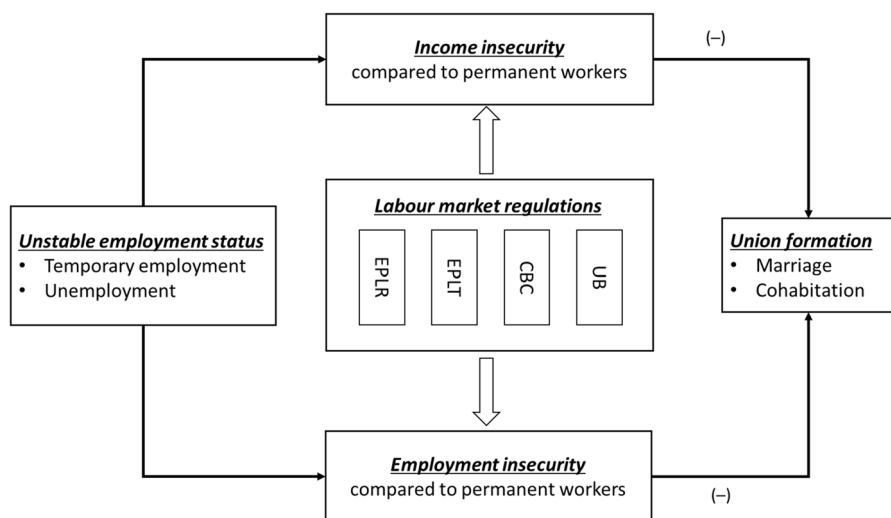 Income insecurity
compared to permanent workers
(–)
Labour market regulations
EPLR
EPLT
CBC
UB
Unstable employment status
• Temporary employment
• Unemployment
Union formation
• Marriage
• Cohabitation
Employment insecurity
compared to permanent workers
(–)